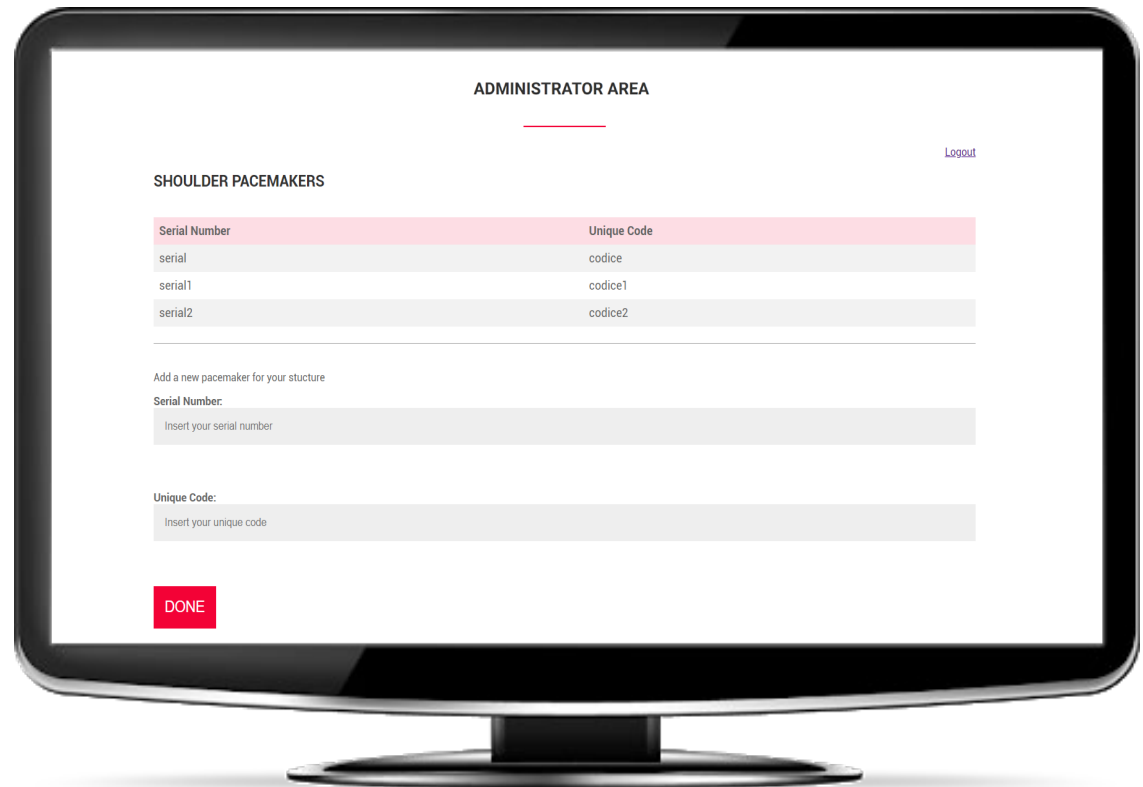 ADMINISTRATOR AREA
Logout
SHOULDER PACEMAKERS
Serial Number Unique Code
serial codice
serial1 codice1
serial2 codice2
Add a new pacemaker for your stucture
Serial Number:
Insert your serial number
Unique Code:
Insert your unique code
DONE